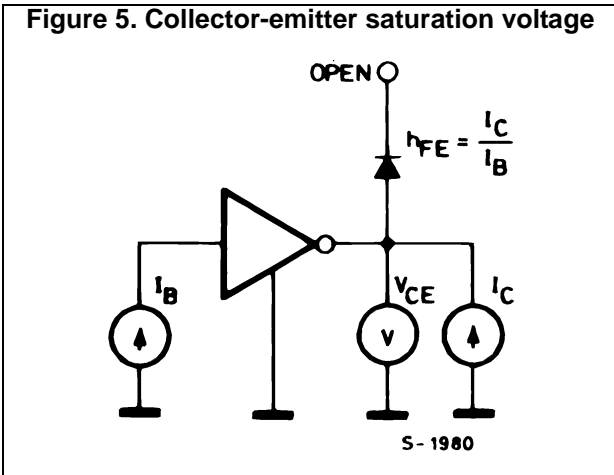 Figure 5. Collector-emitter saturation voltage
OPEN
hFE = IC
IB
IB
VCE
IC
V
S-1980